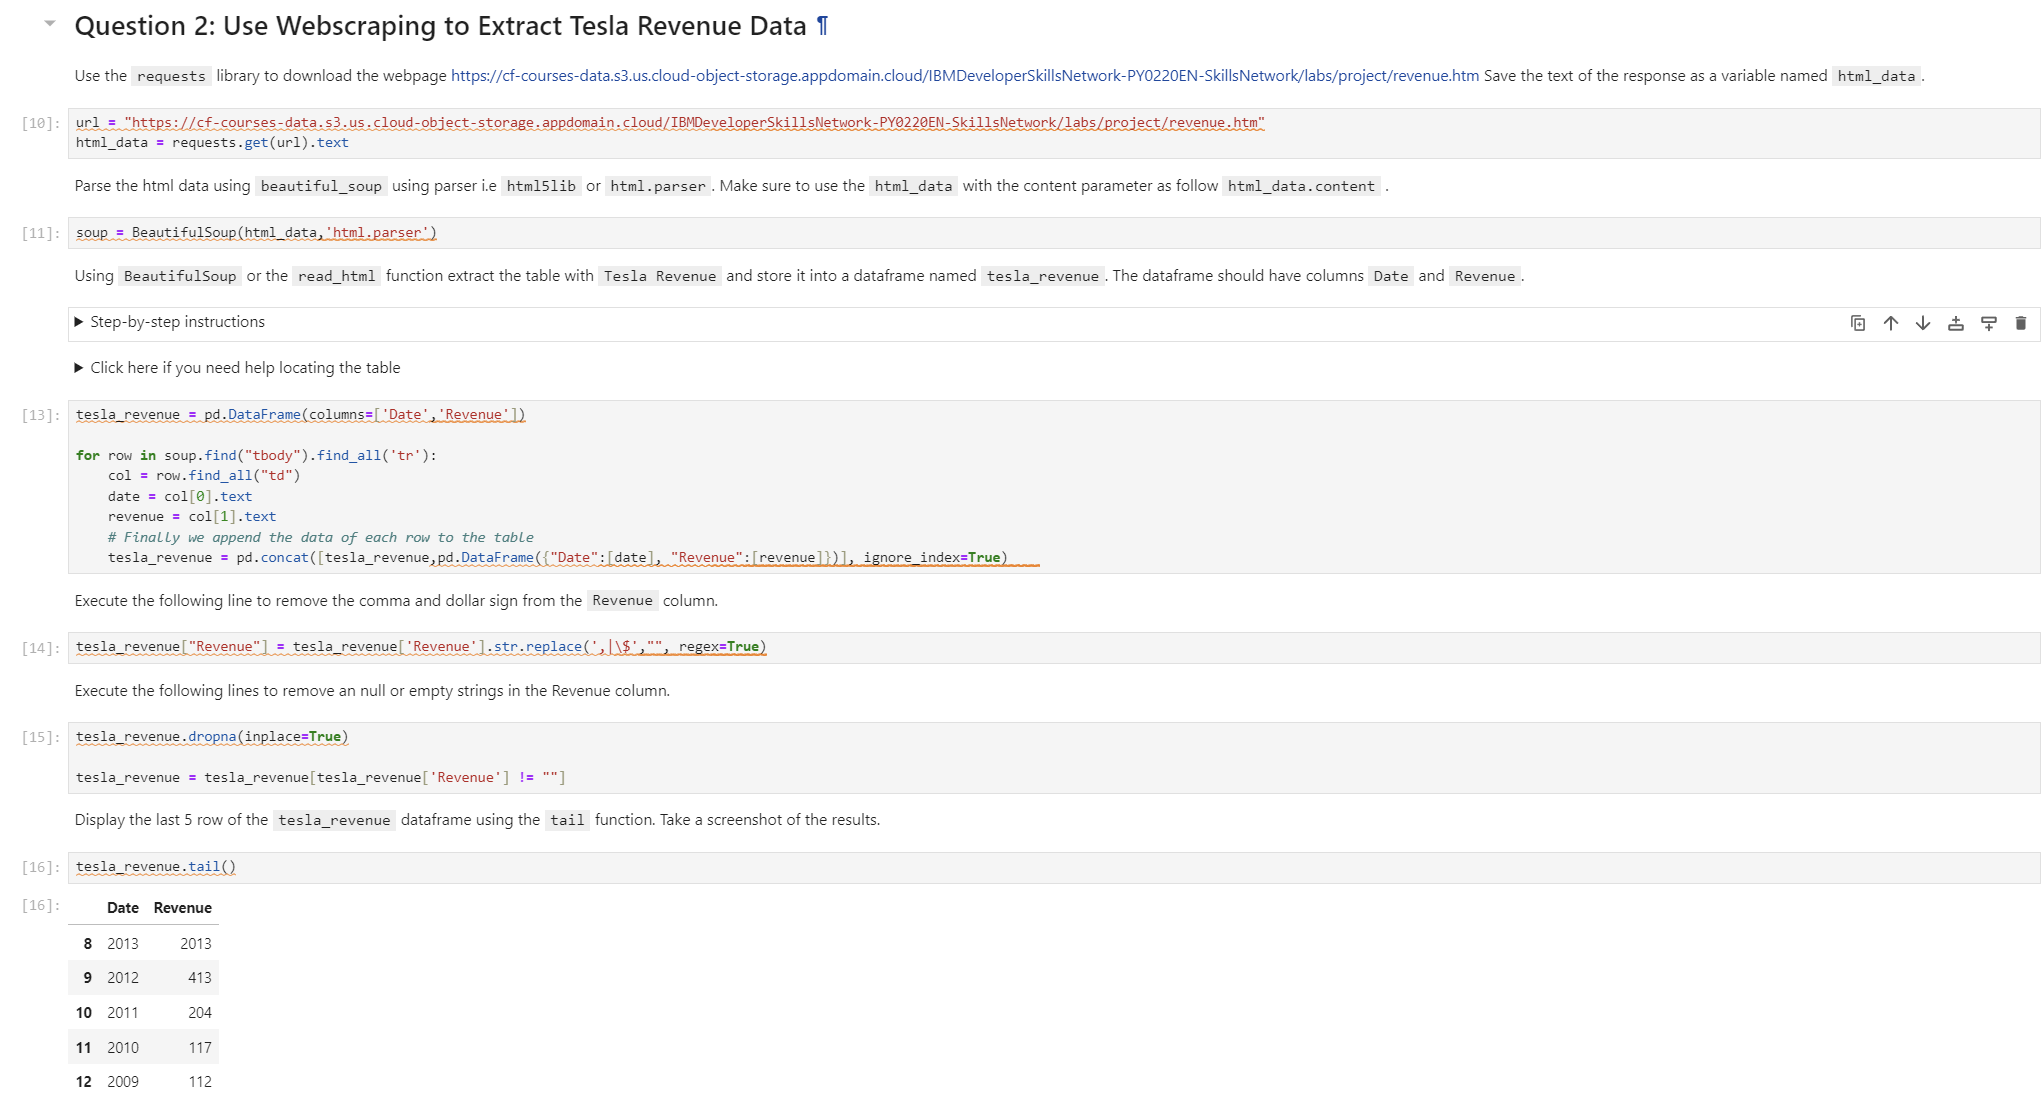 Question 2: Use Webscraping to Extract Tesla Revenue Data ¶
Use the requests library to download the webpage https://cf-courses-data.s3.us.cloud-object-storage.appdomain.cloud/IBMDeveloperSkillsNetwork-PY0220EN-SkillsNetwork/labs/project/revenue.htm Save the text of the response as a variable named html_data.
[10]: url = "https://cf-courses-data.s3.us.cloud-object-storage.appdomain.cloud/IBMDeveloperSkillsNetwork-PY0220EN-SkillsNetwork/labs/project/revenue.htm"
html_data = requests.get(url).text
Parse the html data using beautiful_soup using parser i.e html5lib or html.parser. Make sure to use the html_data with the content parameter as follow html_data.content .
[11]: soup = BeautifulSoup(html_data,'html.parser')
Using BeautifulSoup or the read_html function extract the table with Tesla Revenue and store it into a dataframe named tesla_revenue. The dataframe should have columns Date and Revenue.
Step-by-step instructions
Click here if you need help locating the table
[13]: tesla_revenue = pd.DataFrame(columns=['Date','Revenue'])
for row in soup.find("tbody").find_all('tr'):
    col = row.find_all("td")
    date = col[0].text
    revenue = col[1].text
    # Finally we append the data of each row to the table
    tesla_revenue = pd.concat([tesla_revenue,pd.DataFrame({"Date":[date], "Revenue":[revenue]})], ignore_index=True)
Execute the following line to remove the comma and dollar sign from the Revenue column.
[14]: tesla_revenue["Revenue"] = tesla_revenue['Revenue'].str.replace(',|\$',"", regex=True)
Execute the following lines to remove an null or empty strings in the Revenue column.
[15]: tesla_revenue.dropna(inplace=True)
tesla_revenue = tesla_revenue[tesla_revenue['Revenue'] != ""]
Display the last 5 row of the tesla_revenue dataframe using the tail function. Take a screenshot of the results.
[16]: tesla_revenue.tail()
[16]: Date Revenue
8 2013 2013
9 2012 413
10 2011 204
11 2010 117
12 2009 112